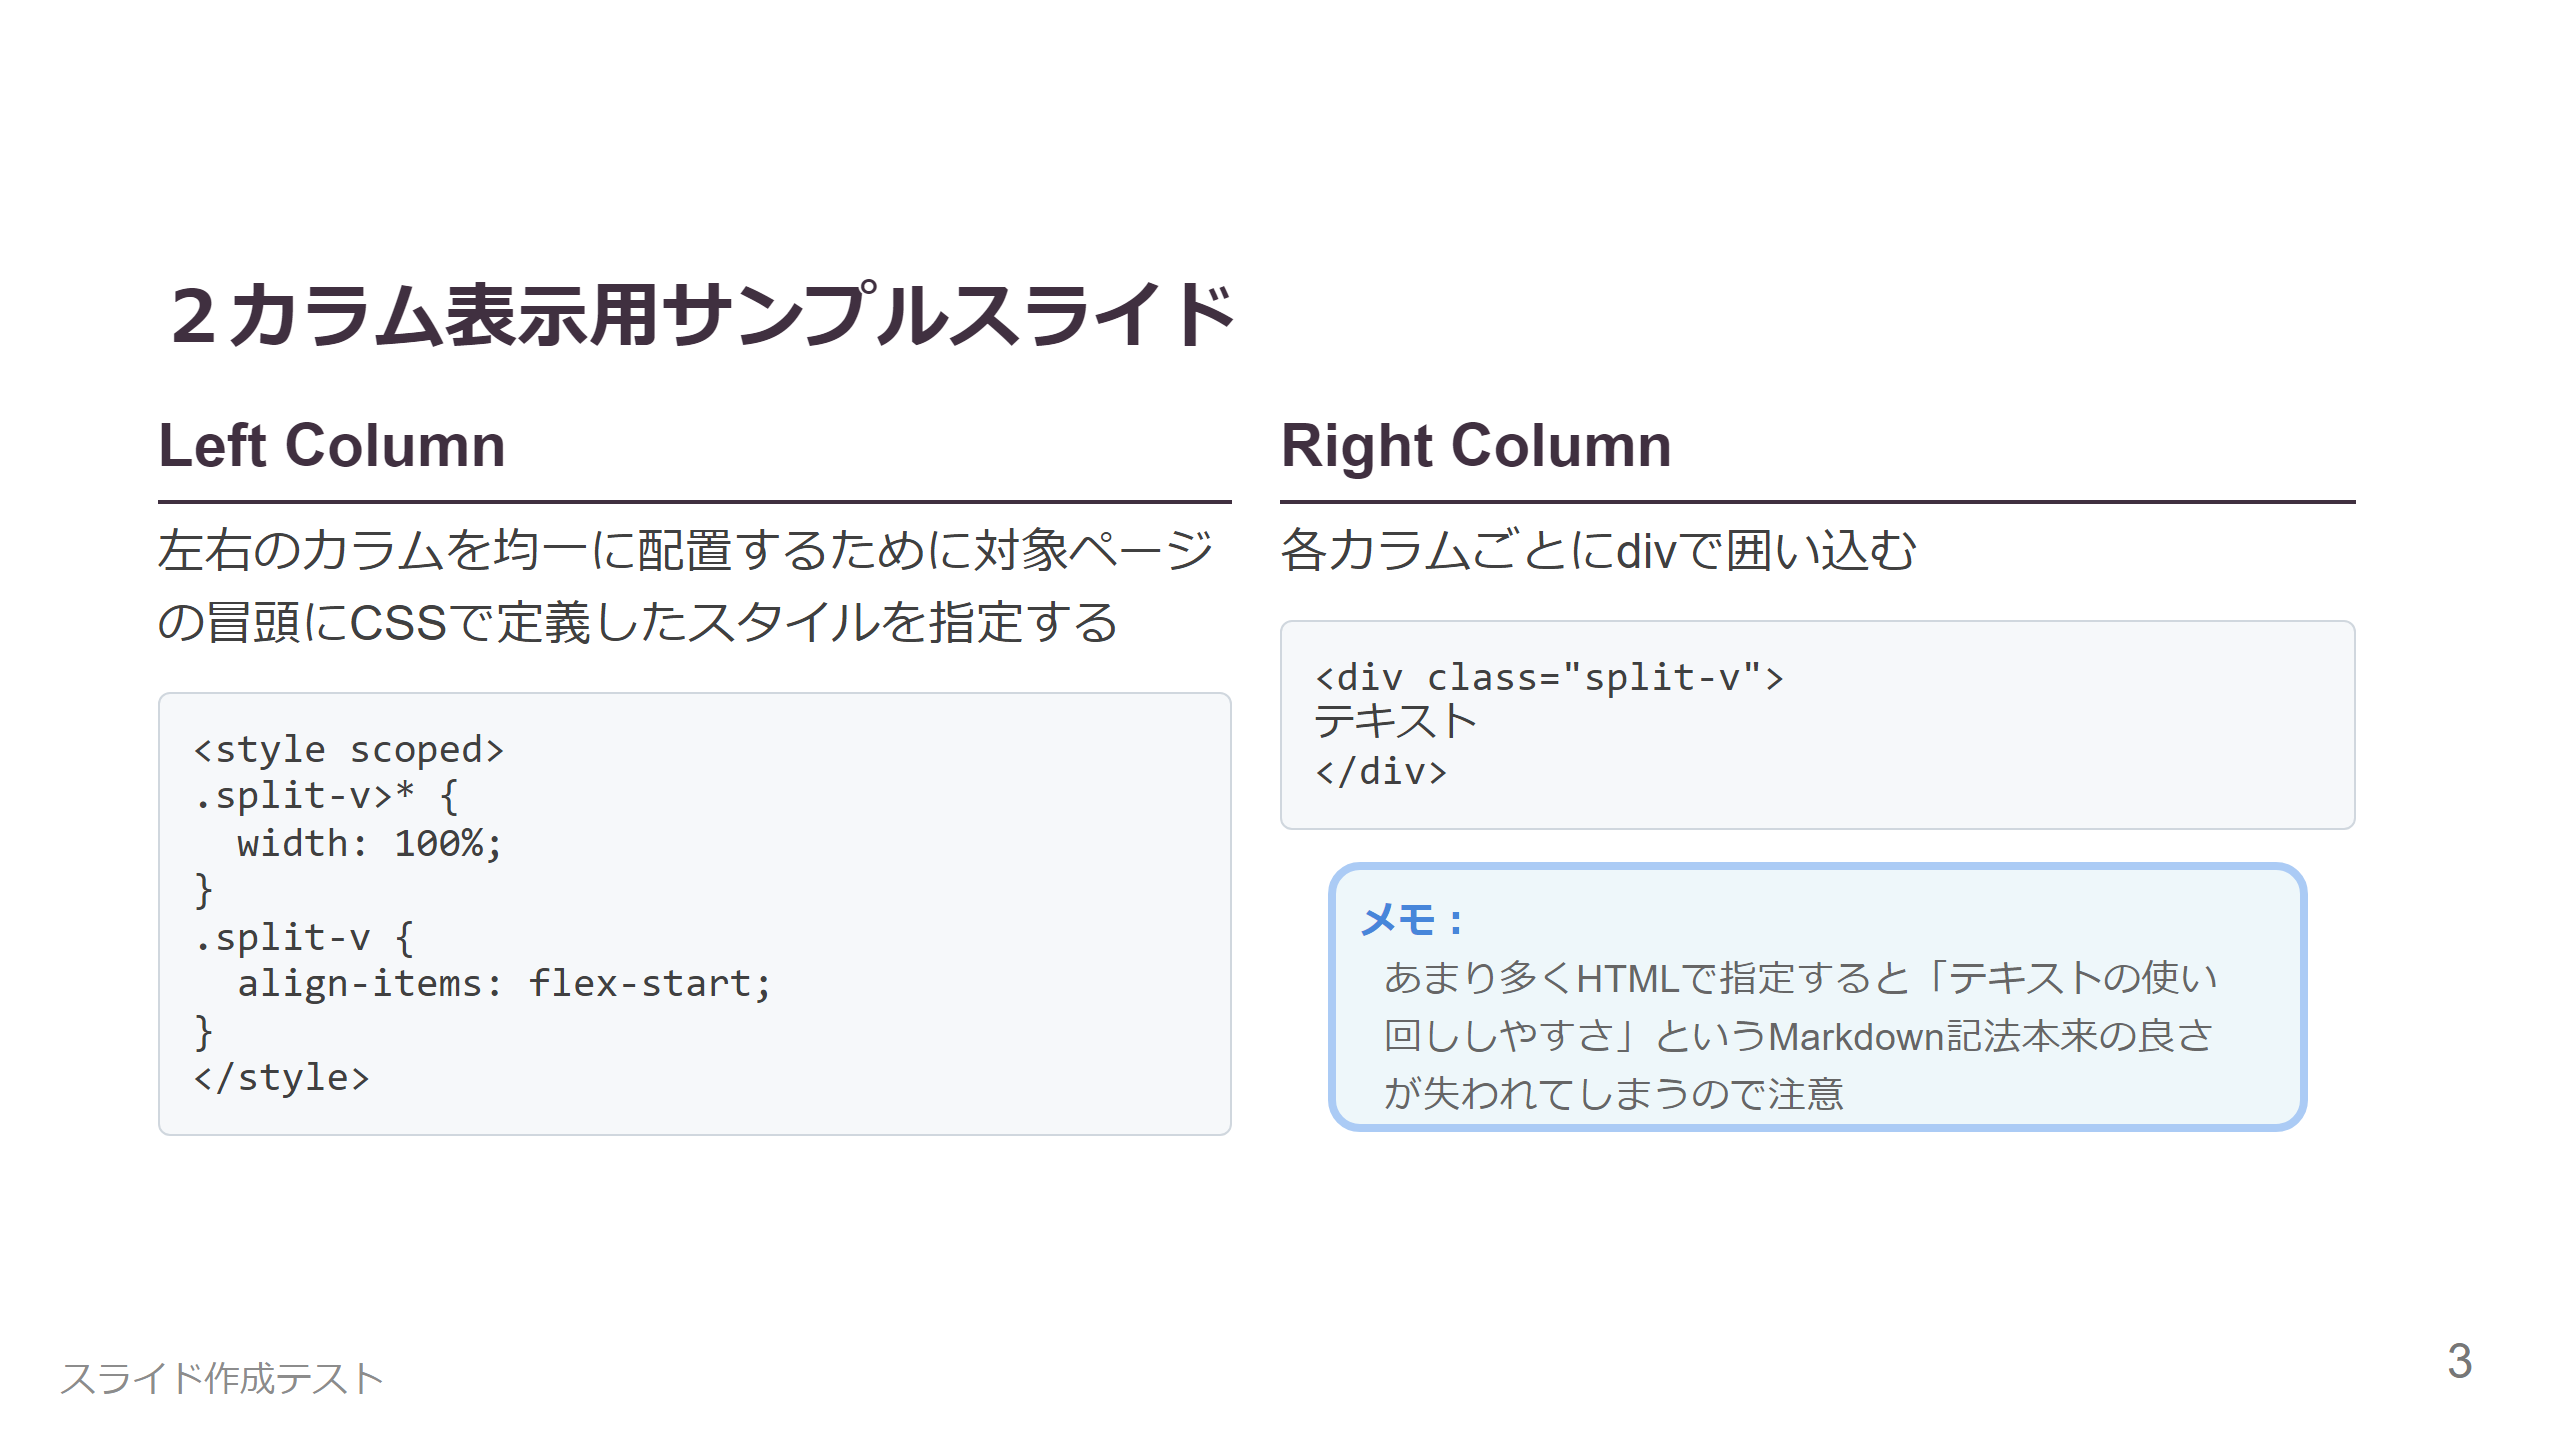 ２カラム表示用サンプルスライド
Left Column
左右のカラムを均一に配置するために対象ページ
の冒頭にCSSで定義したスタイルを指定する
<style scoped>
.split-v>* {
  width: 100%;
}
.split-v {
  align-items: flex-start;
}
</style>
Right Column
各カラムごとにdivで囲い込む
<div class="split-v">
テキスト
</div>
メモ：
あまり多くHTMLで指定すると「テキストの使い
回ししやすさ」というMarkdown記法本来の良さ
が失われてしまうので注意
スライド作成テスト
3